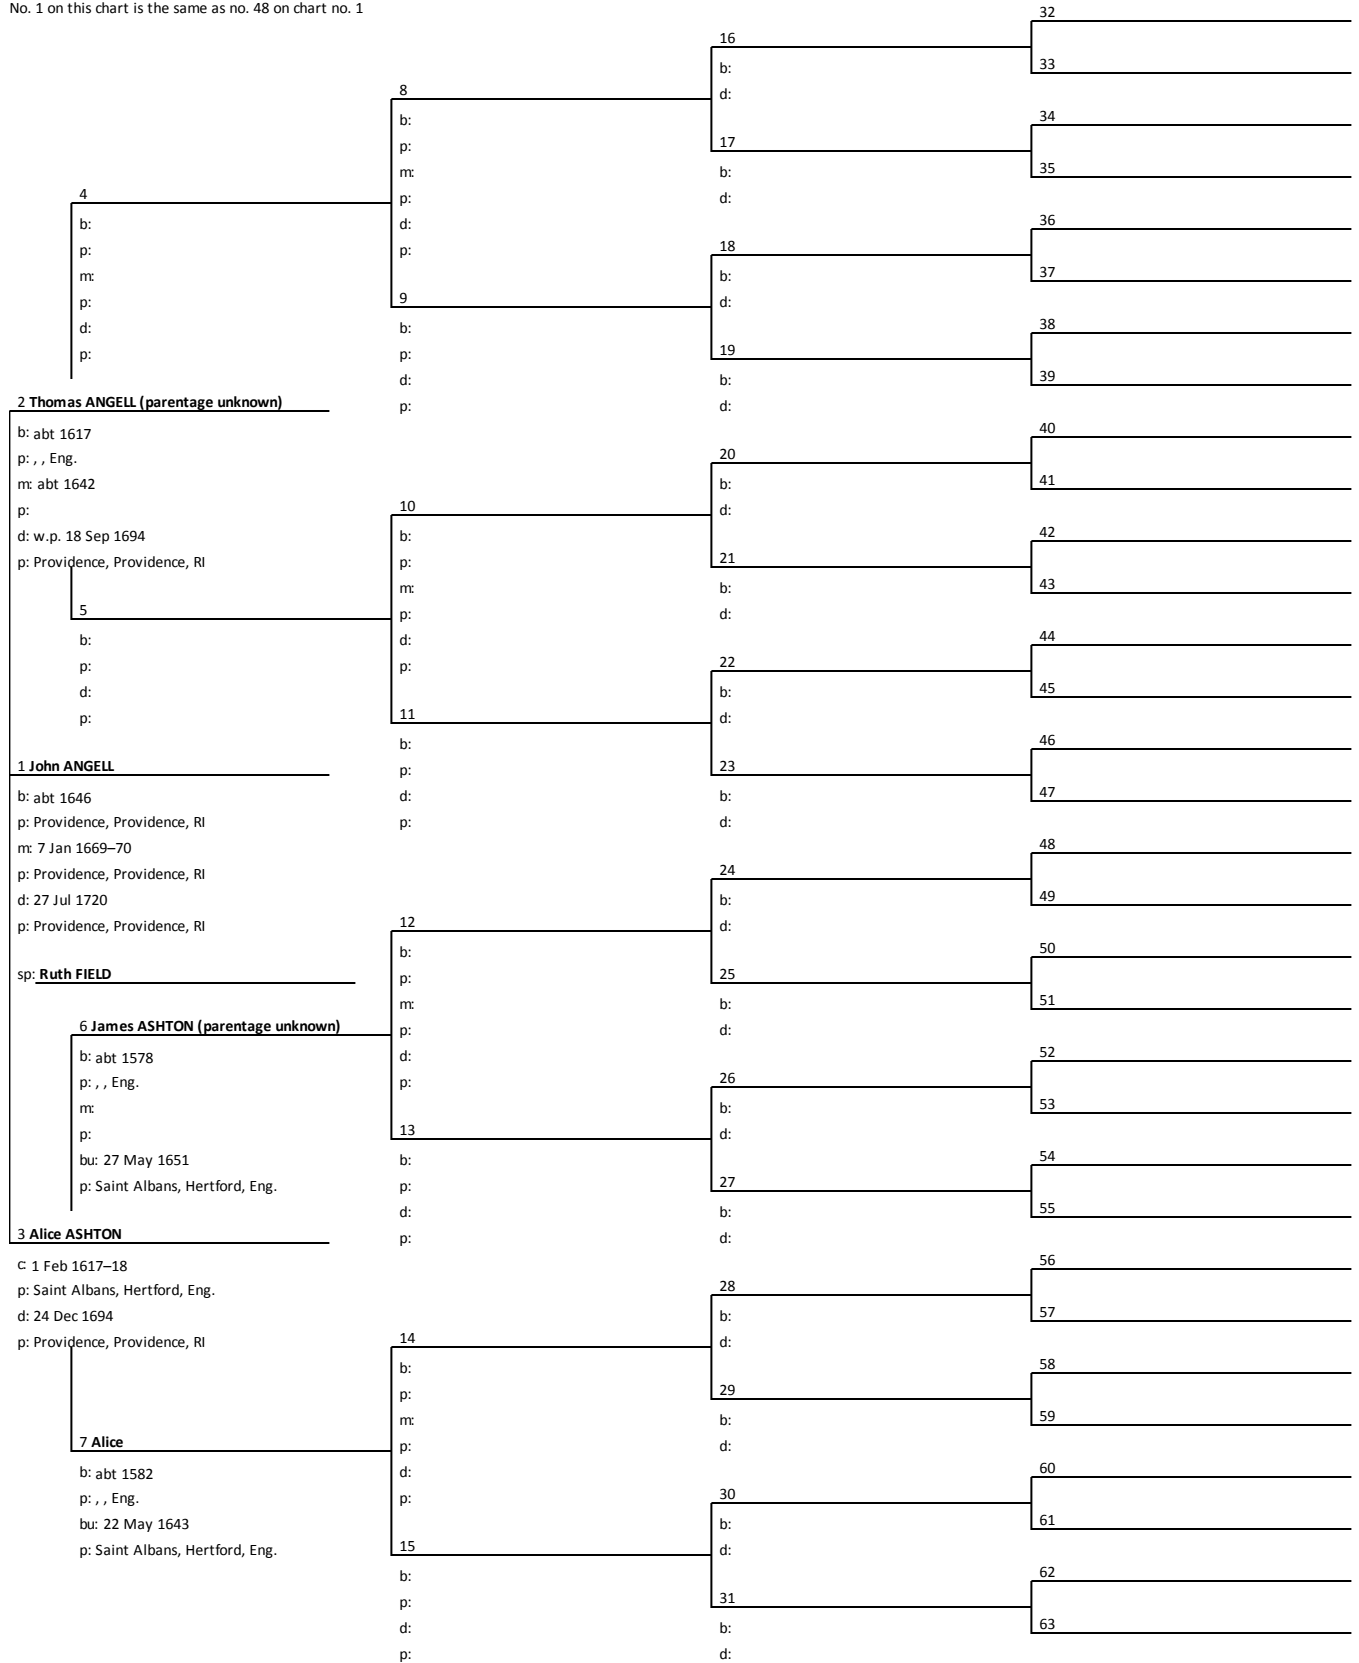 No. 1 on this chart is the same as no. 48 on chart no. 1
4
b:
p:
m:
p:
d:
p:
2 Thomas ANGELL (parentage unknown)
b: abt 1617
p: , , Eng.
m: abt 1642
p:
d: w.p. 18 Sep 1694
p: Providence, Providence, RI
5
b:
p:
d:
p:
1 John ANGELL
b: abt 1646
p: Providence, Providence, RI
m: 7 Jan 1669–70
p: Providence, Providence, RI
d: 27 Jul 1720
p: Providence, Providence, RI
sp: Ruth FIELD
6 James ASHTON (parentage unknown)
b: abt 1578
p: , , Eng.
m:
p:
bu: 27 May 1651
p: Saint Albans, Hertford, Eng.
3 Alice ASHTON
c: 1 Feb 1617–18
p: Saint Albans, Hertford, Eng.
d: 24 Dec 1694
p: Providence, Providence, RI
7 Alice
b: abt 1582
p: , , Eng.
bu: 22 May 1643
p: Saint Albans, Hertford, Eng.
8
b:
p:
m:
p:
d:
p:
9
b:
p:
d:
p:
10
b:
p:
m:
p:
d:
p:
11
b:
p:
d:
p:
12
b:
p:
m:
p:
d:
p:
13
b:
p:
d:
p:
14
b:
p:
m:
p:
d:
p:
15
b:
p:
d:
p:
16
b:
d:
17
b:
d:
18
b:
d:
19
b:
d:
20
b:
d:
21
b:
d:
22
b:
d:
23
b:
d:
24
b:
d:
25
b:
d:
26
b:
d:
27
b:
d:
28
b:
d:
29
b:
d:
30
b:
d:
31
b:
d:
32
33
34
35
36
37
38
39
40
41
42
43
44
45
46
47
48
49
50
51
52
53
54
55
56
57
58
59
60
61
62
63